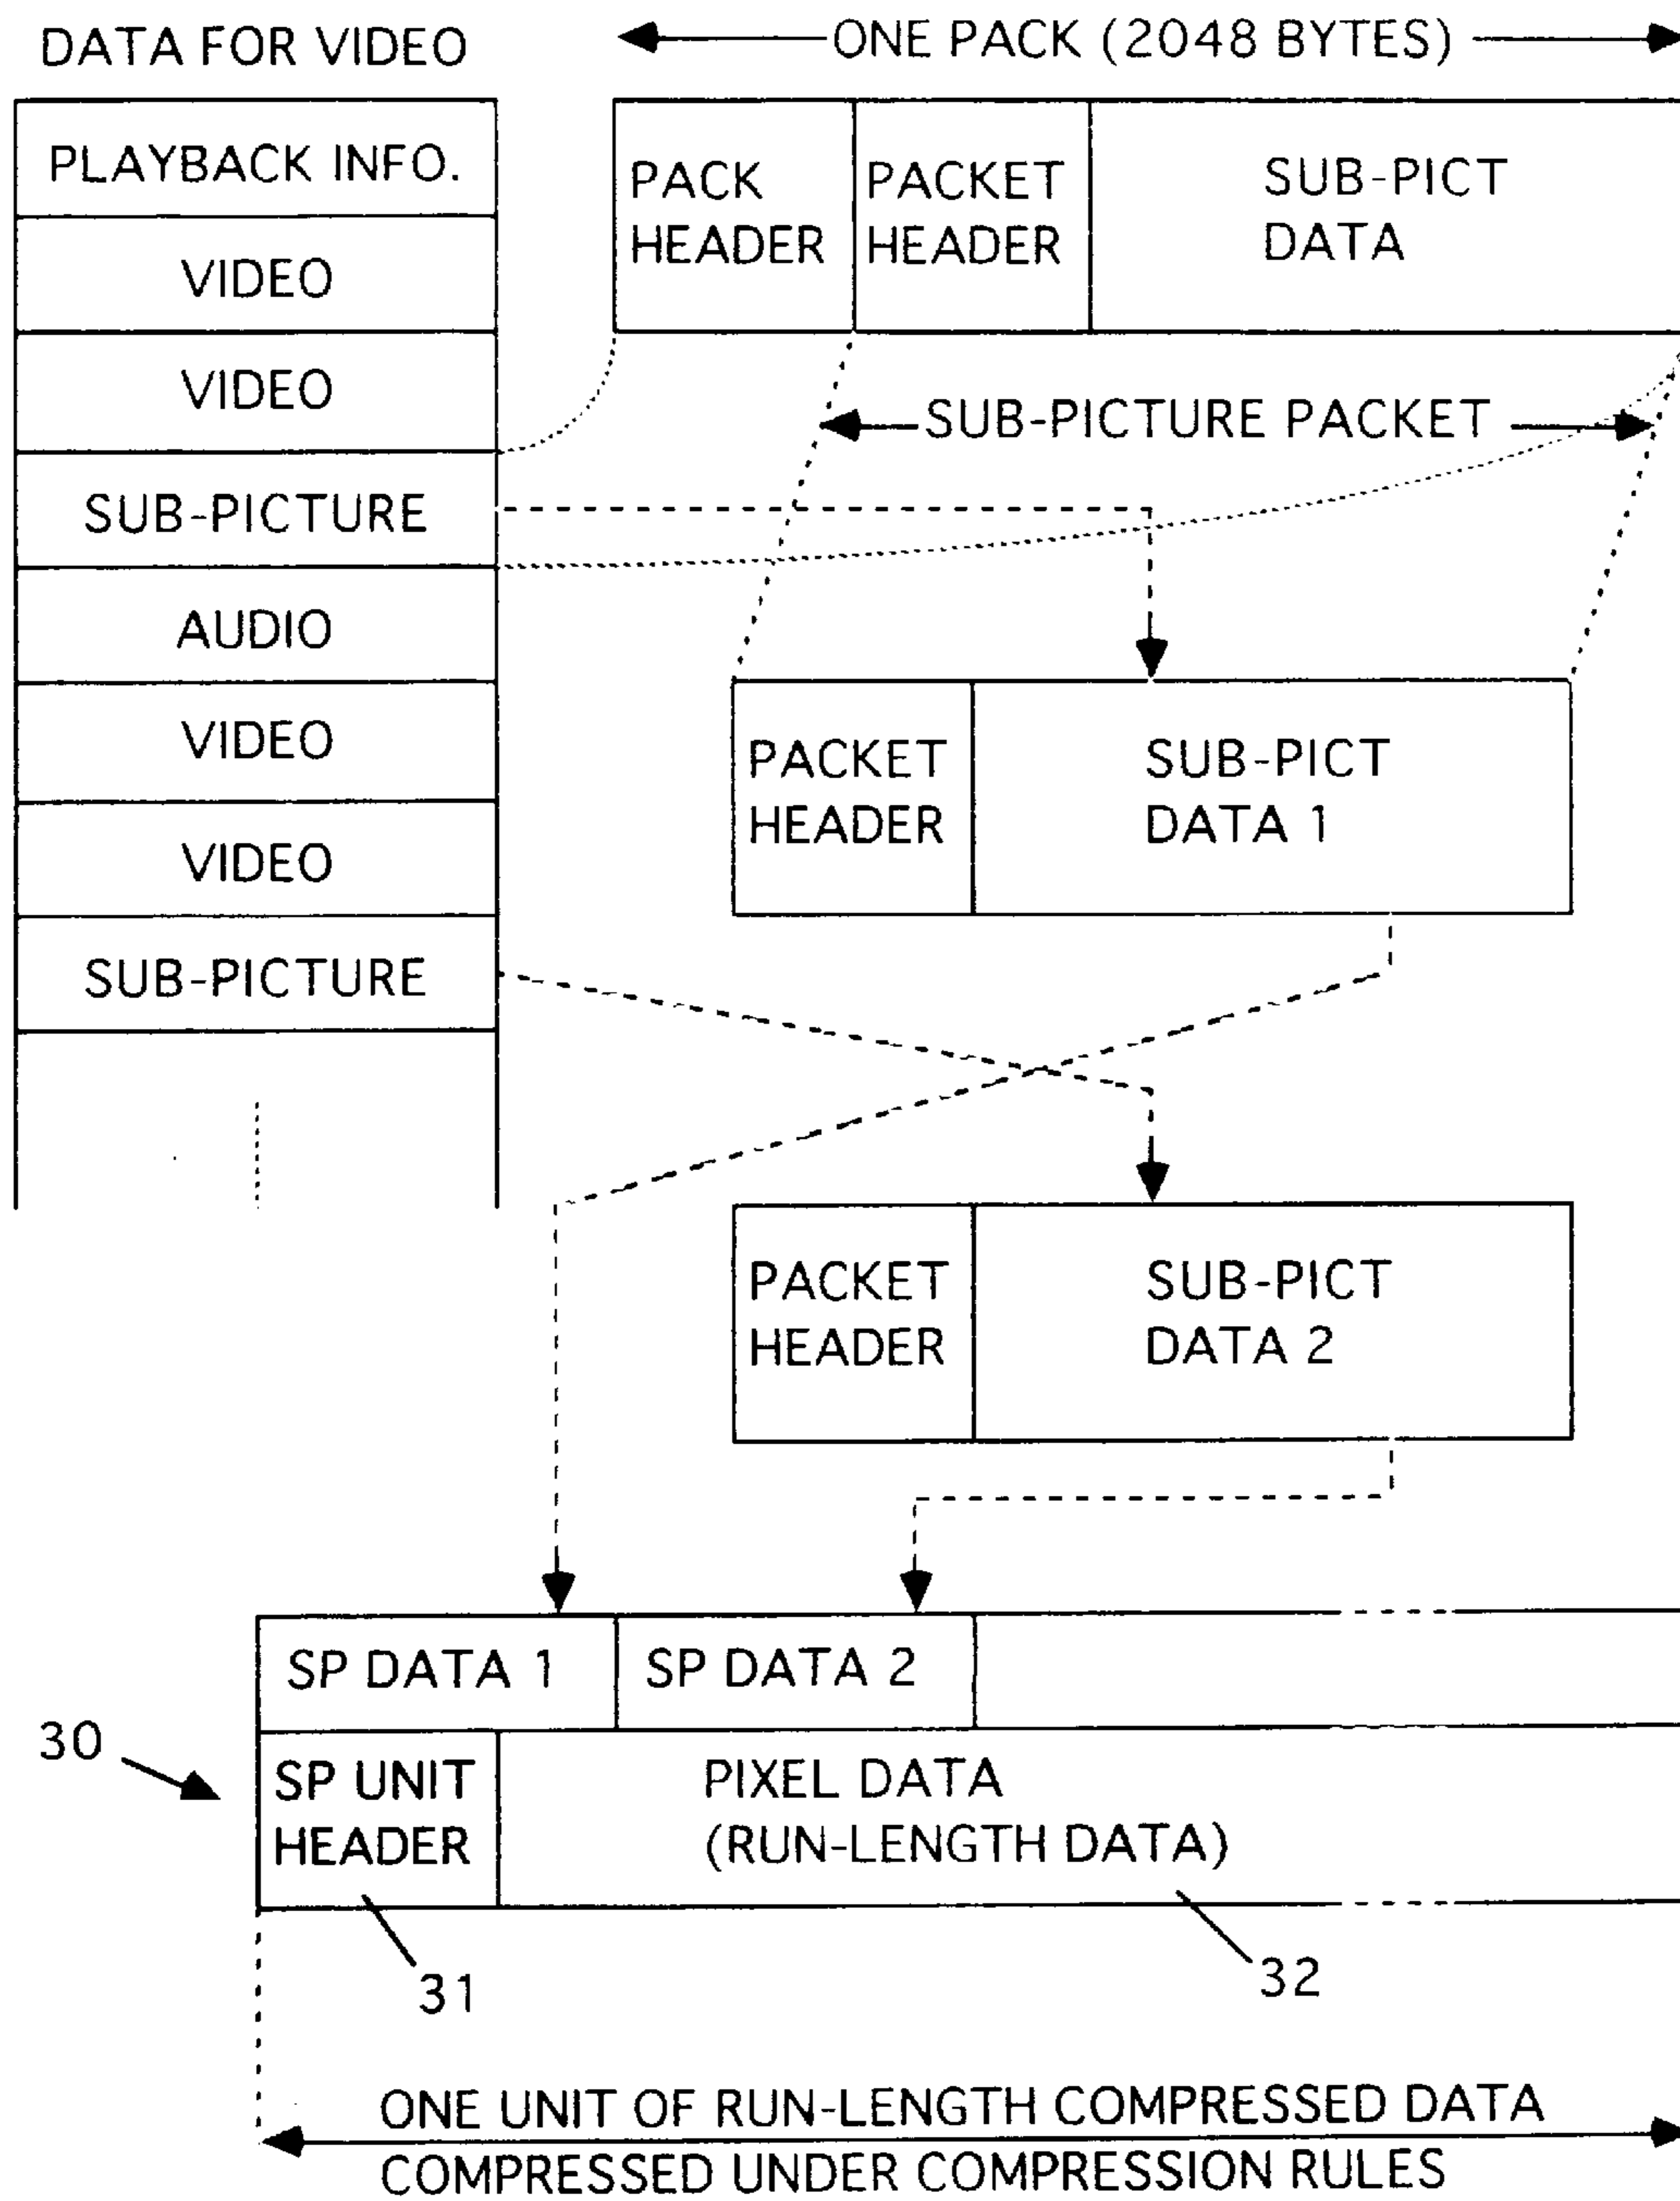 DATA FOR VIDEO
ONE PACK (2048 BYTES)
PLAYBACK INFO.
VIDEO
VIDEO
SUB-PICTURE
AUDIO
VIDEO
VIDEO
SUB-PICTURE
PACK
HEADER
PACKET
HEADER
SUB-PICT
DATA
SUB-PICTURE PACKET
PACKET
HEADER
SUB-PICT
DATA 1
PACKET
HEADER
SUB-PICT
DATA 2
SP DATA 1
SP DATA 2
30
SP UNIT
HEADER
PIXEL DATA
(RUN-LENGTH DATA)
31
32
ONE UNIT OF RUN-LENGTH COMPRESSED DATA
COMPRESSED UNDER COMPRESSION RULES